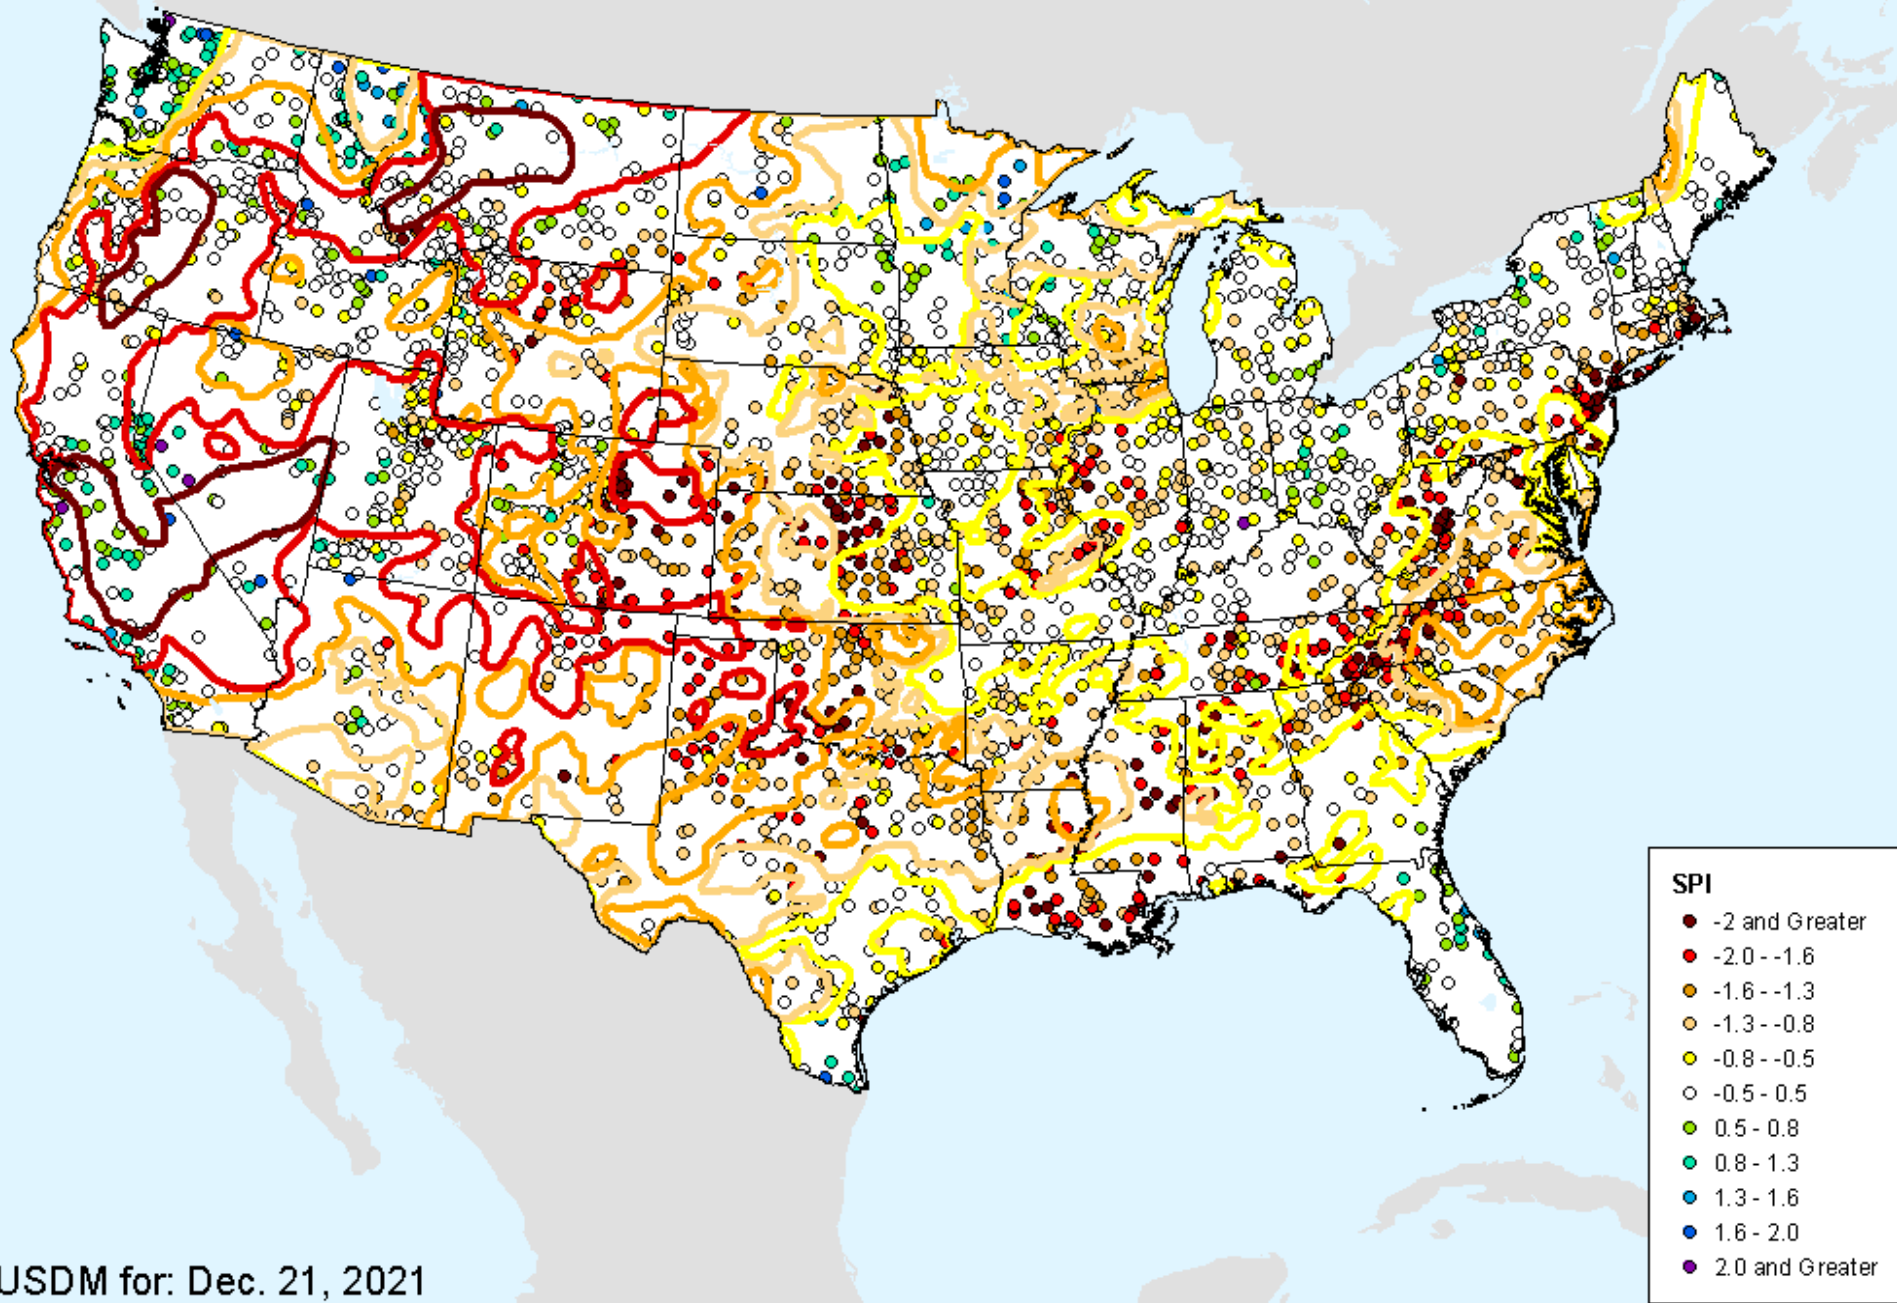 SPI
-2 and Greater
-2.0 - -1.6
-1.6 - -1.3
-1.3 - -0.8
-0.8 - -0.5
-0.5 - 0.5
0.5 - 0.8
0.8 - 1.3
1.3 - 1.6
1.6 - 2.0
2.0 and Greater
USDM for: Dec. 21, 2021